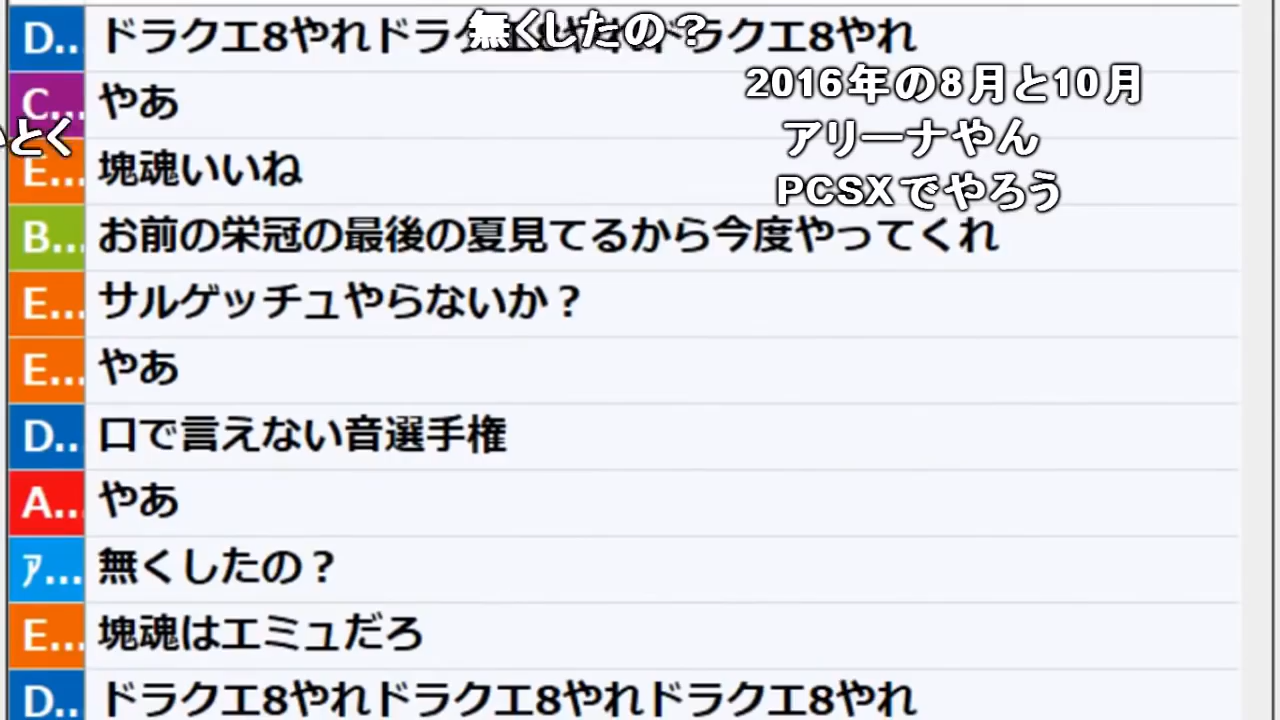 D.. ドラクエ8やれドラクエ8やれドラクエ8やれ
無くしたの？
2016年の8月と10月
C... やあ
とく
アリーナやん
E... 塊魂いいね
PCSXでやろう
B... お前の栄冠の最後の夏見てるから今度やってくれ
E... サルゲッチュやらないか？
E... やあ
D.. 口で言えない音選手権
A... やあ
ｱ... 無くしたの？
E... 塊魂はエミュだろ
D.. ドラクエ8やれドラクエ8やれドラクエ8やれ